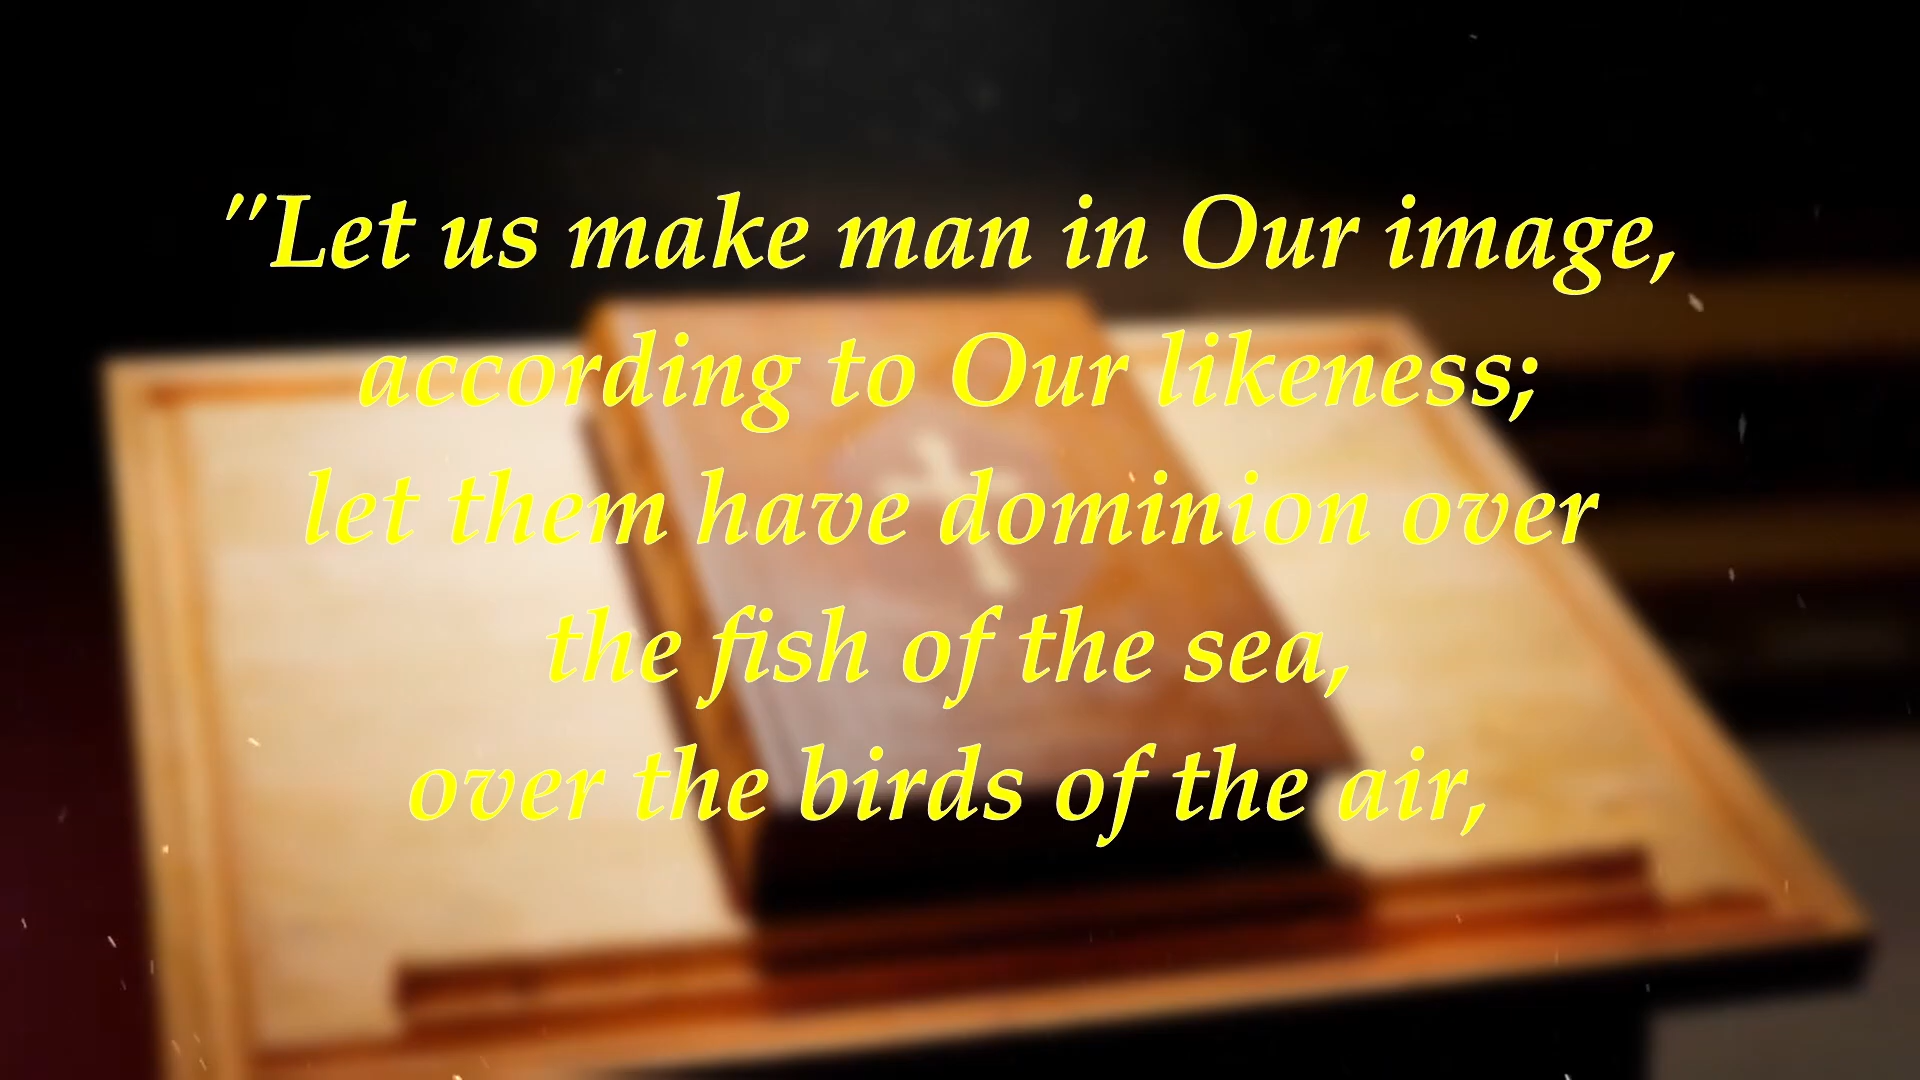 "Let us make man in Our image,
according to Our likeness;
let them have dominion over
the fish of the sea,
over the birds of the air,